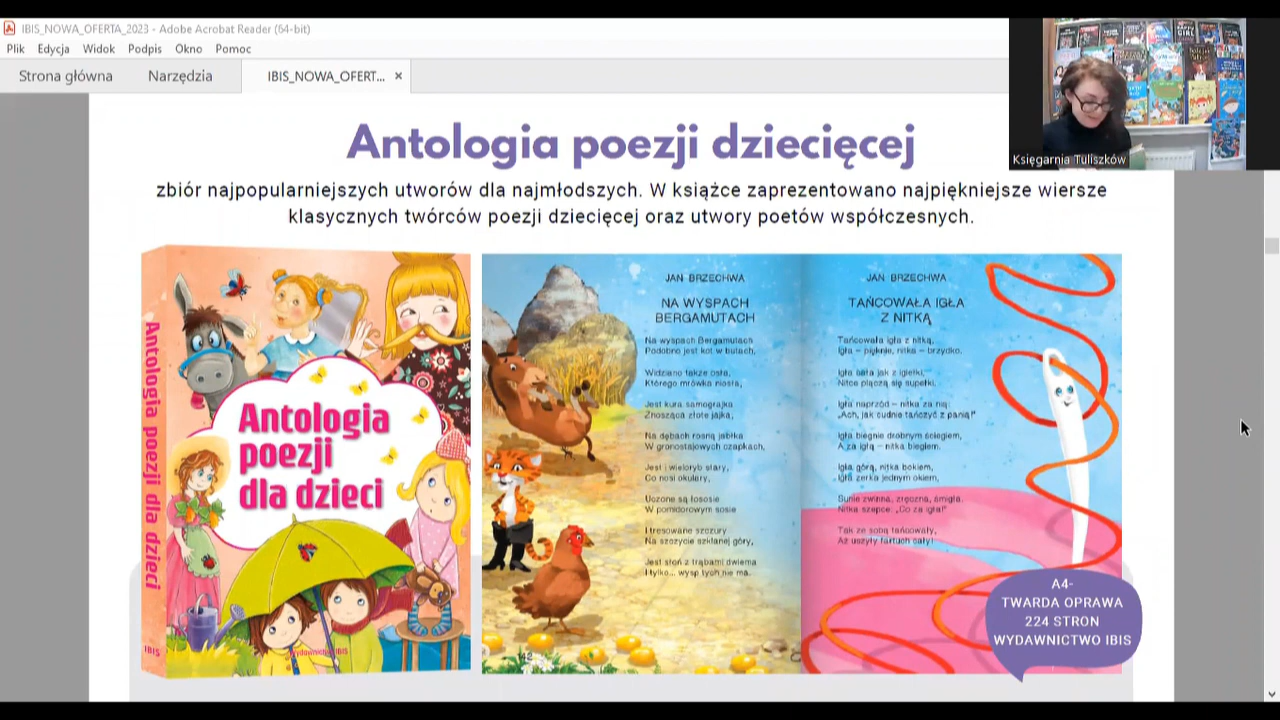 IBIS_NOWA_OFERTA_2023 - Adobe Acrobat Reader (64-bit)
Plik Edycja Widok Podpis Okno Pomoc
Strona główna Narzędzia IBIS_NOWA_OFERT... ×
Księgarnia Tuliszków
Antologia poezji dziecięcej
zbiór najpopularniejszych utworów dla najmłodszych. W książce zaprezentowano najpiękniejsze wiersze
klasycznych twórców poezji dziecięcej oraz utwory poetów współczesnych.
Antologia poezji dla dzieci
IBIS
Antologia
poezji
dla dzieci
Wydawnictwo IBIS
JAN BRZECHWA
NA WYSPACH
BERGAMUTACH
Na wyspach Bergamutach
Podobno jest kot w butach,
Widziano także osła,
Którego mrówka niosła,
Jest kura samograjka
Znosząca złote jajka,
Na dębach rosną jabłka
W gronostajowych czapkach,
Jest i wieloryb stary,
Co nosi okulary,
Uczone są łososie
W pomidorowym sosie
I tresowane szczury
Na szczycie szklanej góry,
Jest słoń z trąbami dwiema
I tylko... wysp tych nie ma.
JAN BRZECHWA
TAŃCOWAŁA IGŁA
Z NITKĄ
Tańcowała igła z nitką,
Igła – pięknie, nitka – brzydko.
Igła cała jak z igiełki,
Nitce plączą się supełki.
Igła naprzód – nitka za nią:
„Ach, jak cudnie tańczyć z panią!"
Igła biegnie drobnym ściegiem,
A za igłą – nitka biegiem.
Igła górą, nitka bokiem,
Igła zerka jednym okiem,
Sunie zwinna, zręczna, śmigła.
Nitka szepce: „Co za igła!"
Tak ze sobą tańcowały,
Aż uszyły fartuch cały!
A4-
TWARDA OPRAWA
224 STRON
WYDAWNICTWO IBIS